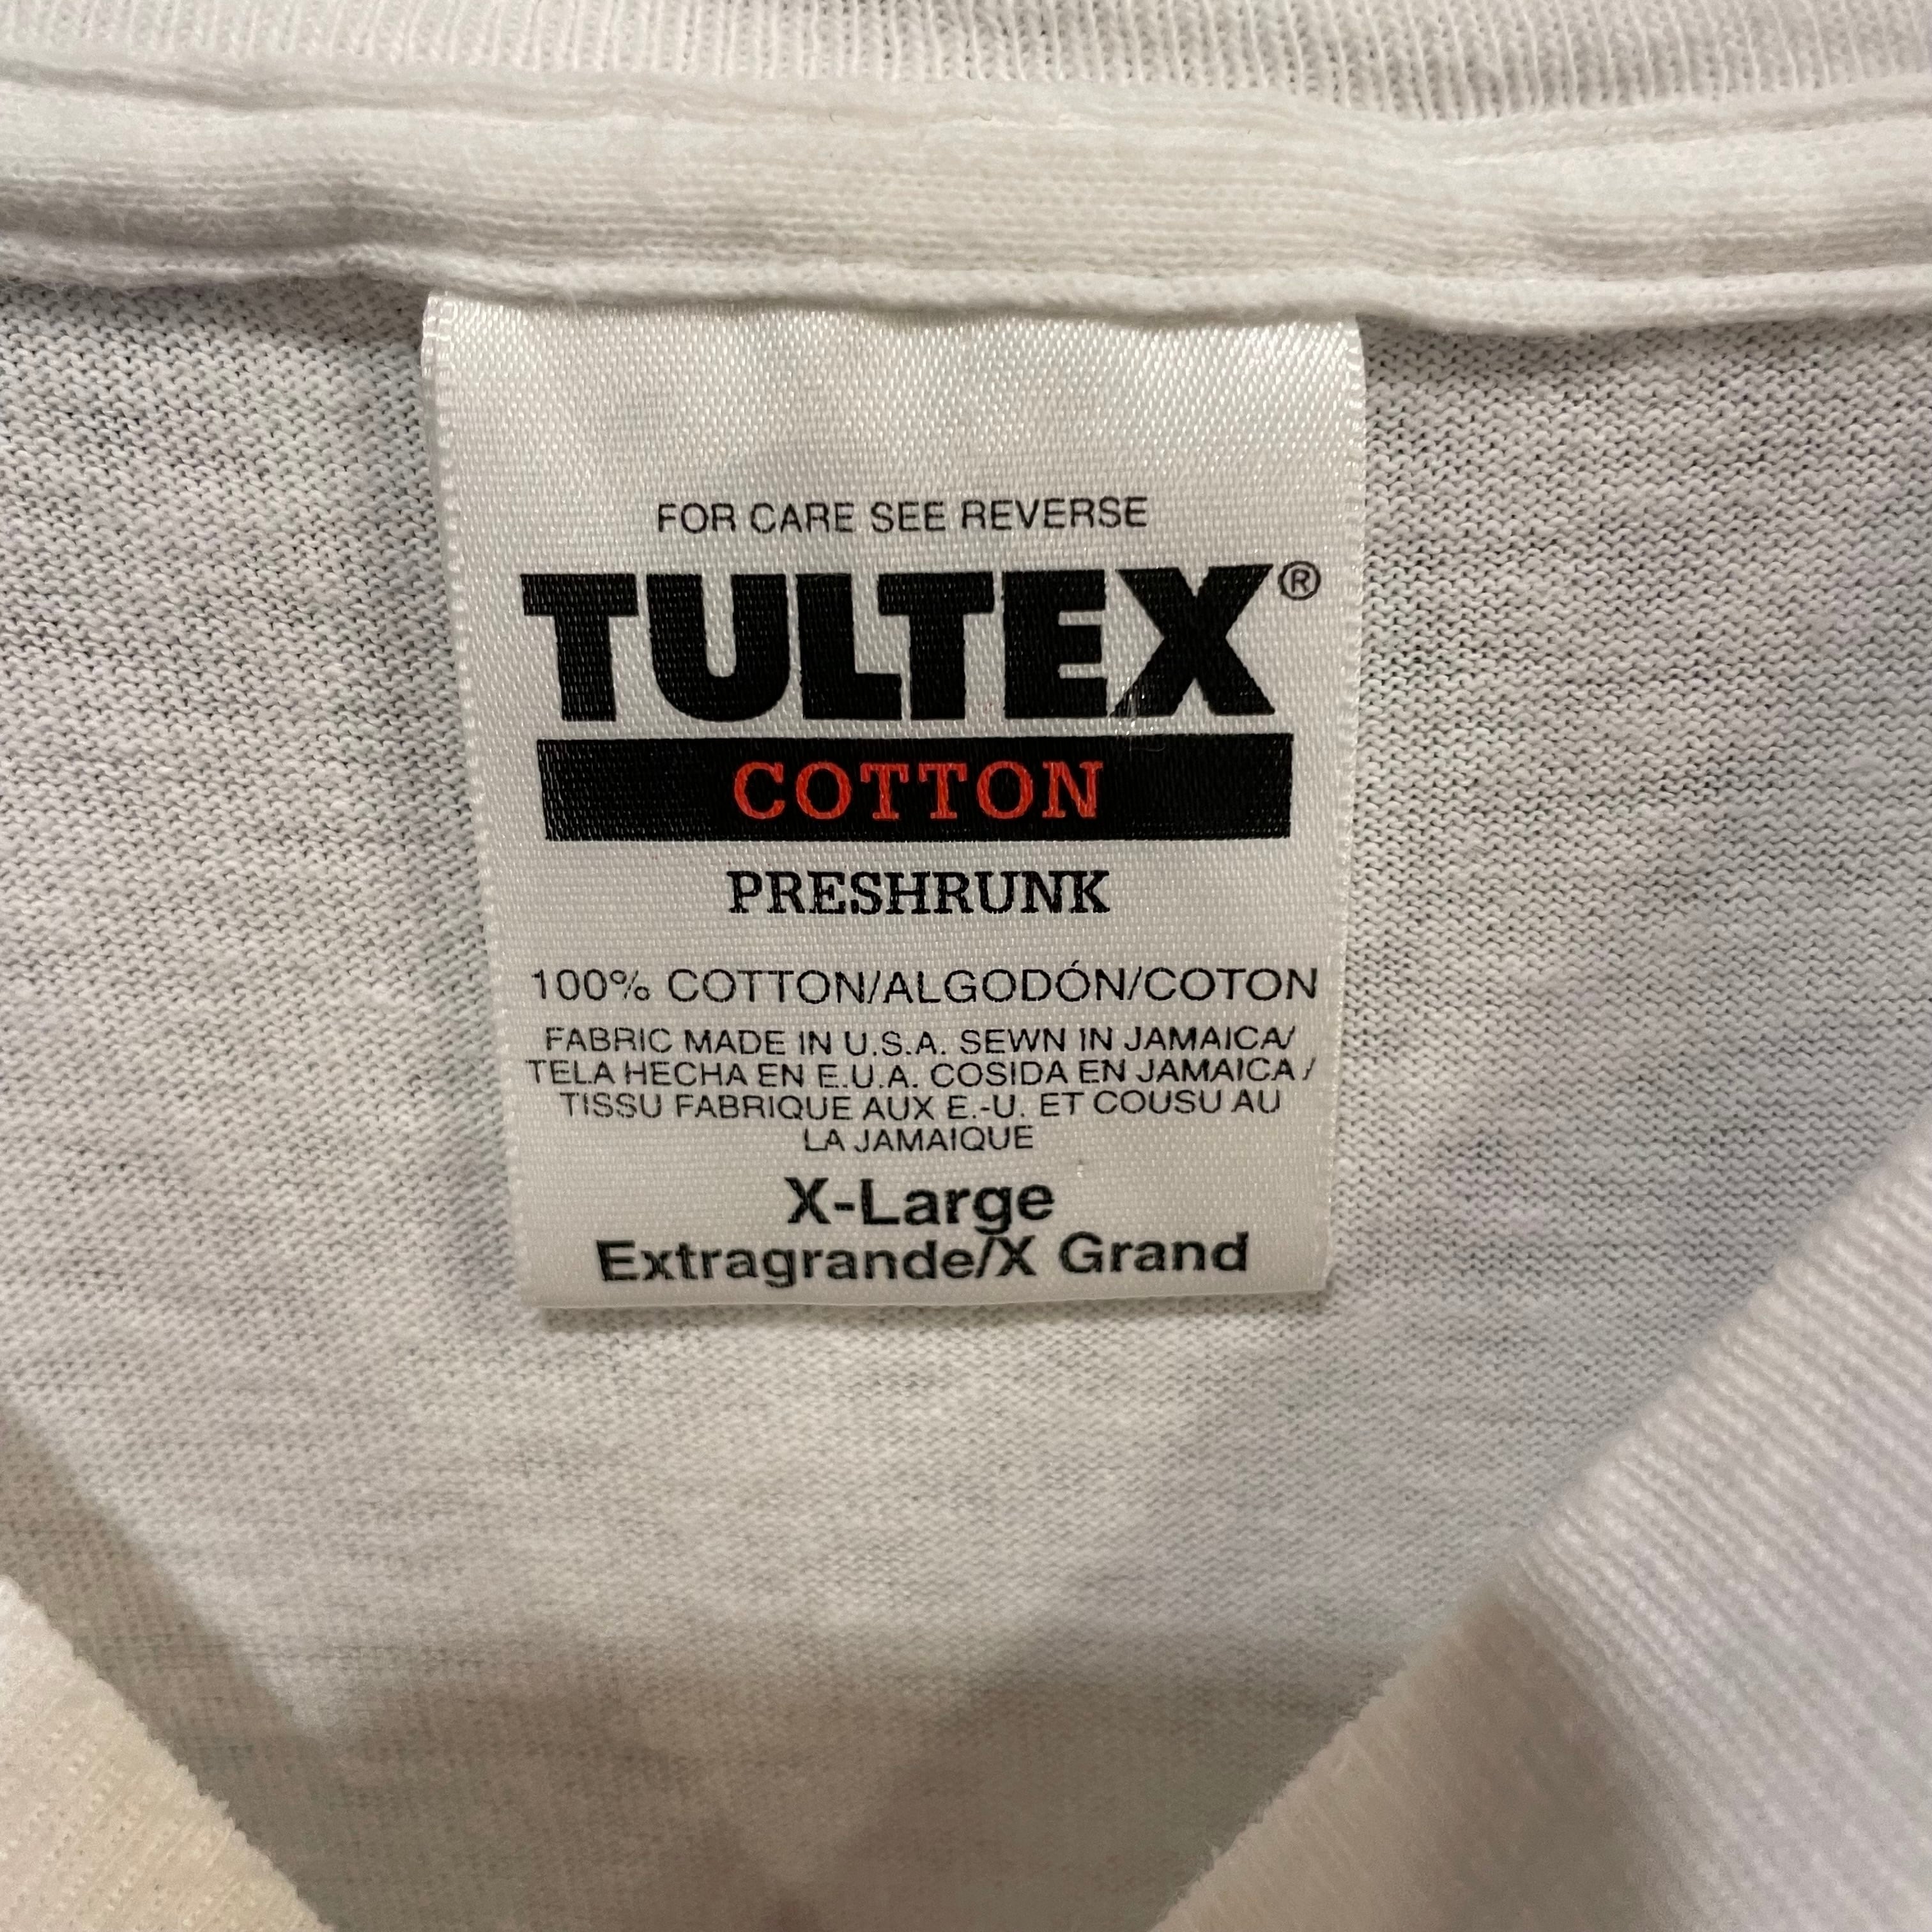 FOR CARE SEE REVERSE
TULTEX®
COTTON
PRESHRUNK
100% COTTON/ALGODÓN/COTON
FABRIC MADE IN U.S.A. SEWN IN JAMAICA/
TELA HECHA EN E.U.A. COSIDA EN JAMAICA/
TISSU FABRIQUE AUX E.-U. ET COUSU AU
LA JAMAIQUE
X-Large
Extragrande/X Grand